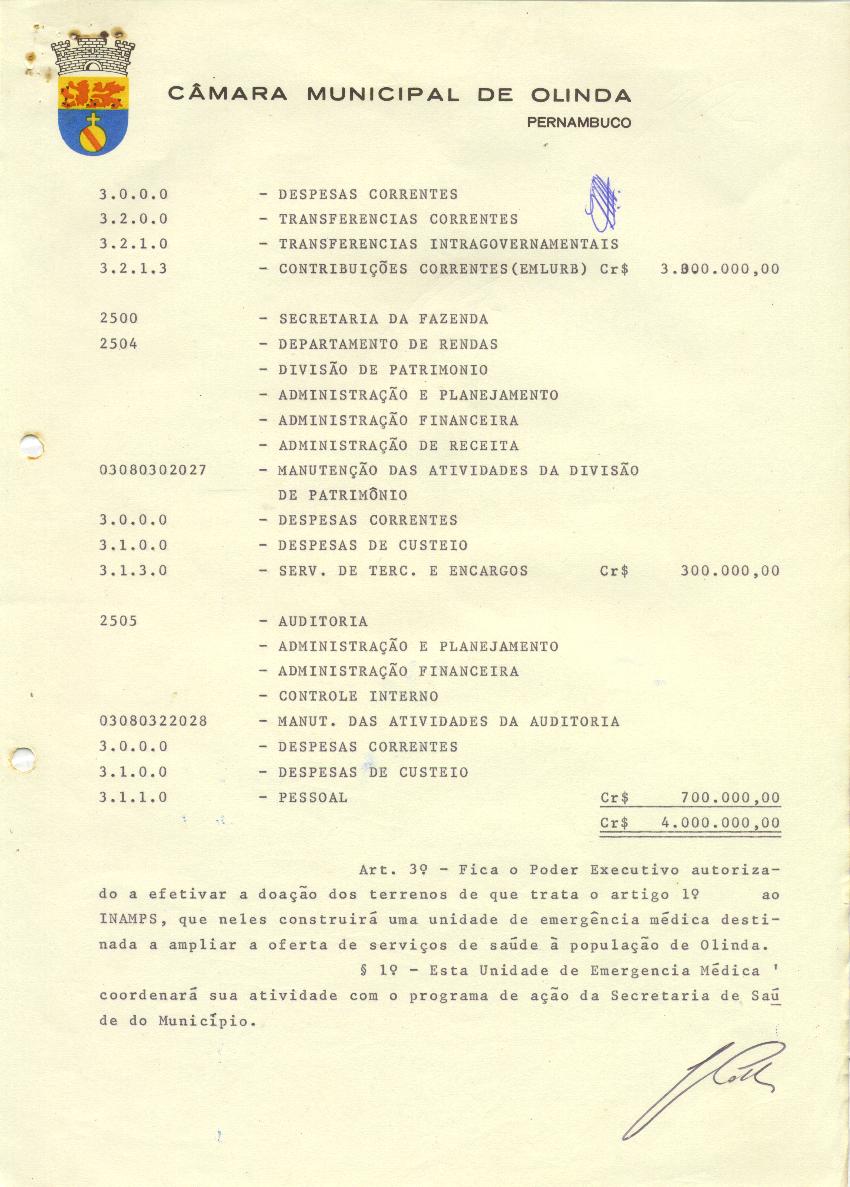 CÂMARA MUNICIPAL DE OLINDA
PERNAMBUCO
3.0.0.0 - DESPESAS CORRENTES
3.2.0.0 - TRANSFERENCIAS CORRENTES
3.2.1.0 - TRANSFERENCIAS INTRAGOVERNAMENTAIS
3.2.1.3 - CONTRIBUIÇÕES CORRENTES(EMLURB) Cr$ 3.000.000,00
2500 - SECRETARIA DA FAZENDA
2504 - DEPARTAMENTO DE RENDAS
- DIVISÃO DE PATRIMONIO
- ADMINISTRAÇÃO E PLANEJAMENTO
- ADMINISTRAÇÃO FINANCEIRA
- ADMINISTRAÇÃO DE RECEITA
03080302027 - MANUTENÇÃO DAS ATIVIDADES DA DIVISÃO
DE PATRIMÔNIO
3.0.0.0 - DESPESAS CORRENTES
3.1.0.0 - DESPESAS DE CUSTEIO
3.1.3.0 - SERV. DE TERC. E ENCARGOS Cr$ 300.000,00
2505 - AUDITORIA
- ADMINISTRAÇÃO E PLANEJAMENTO
- ADMINISTRAÇÃO FINANCEIRA
- CONTROLE INTERNO
03080322028 - MANUT. DAS ATIVIDADES DA AUDITORIA
3.0.0.0 - DESPESAS CORRENTES
3.1.0.0 - DESPESAS DE CUSTEIO
3.1.1.0 - PESSOAL Cr$ 700.000,00
Cr$ 4.000.000,00
Art. 3º - Fica o Poder Executivo autoriza-
do a efetivar a doação dos terrenos de que trata o artigo 1º ao
INAMPS, que neles construirá uma unidade de emergência médica desti-
nada a ampliar a oferta de serviços de saúde à população de Olinda.
§ 1º - Esta Unidade de Emergencia Médica '
coordenará sua atividade com o programa de ação da Secretaria de Saú
de do Município.